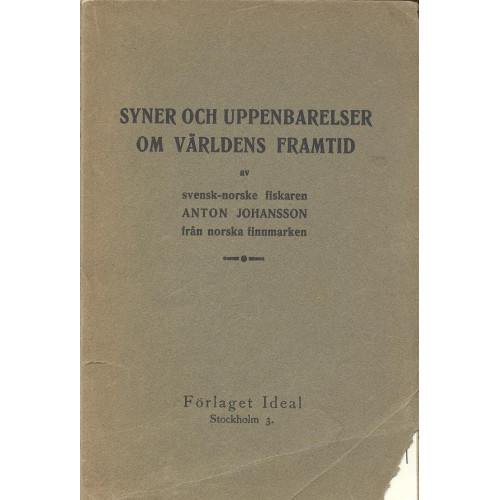 SYNER OCH UPPENBARELSER
OM VÄRLDENS FRAMTID
av
svensk-norske fiskaren
ANTON JOHANSSON
från norska finnmarken
Förlaget Ideal
Stockholm 3.